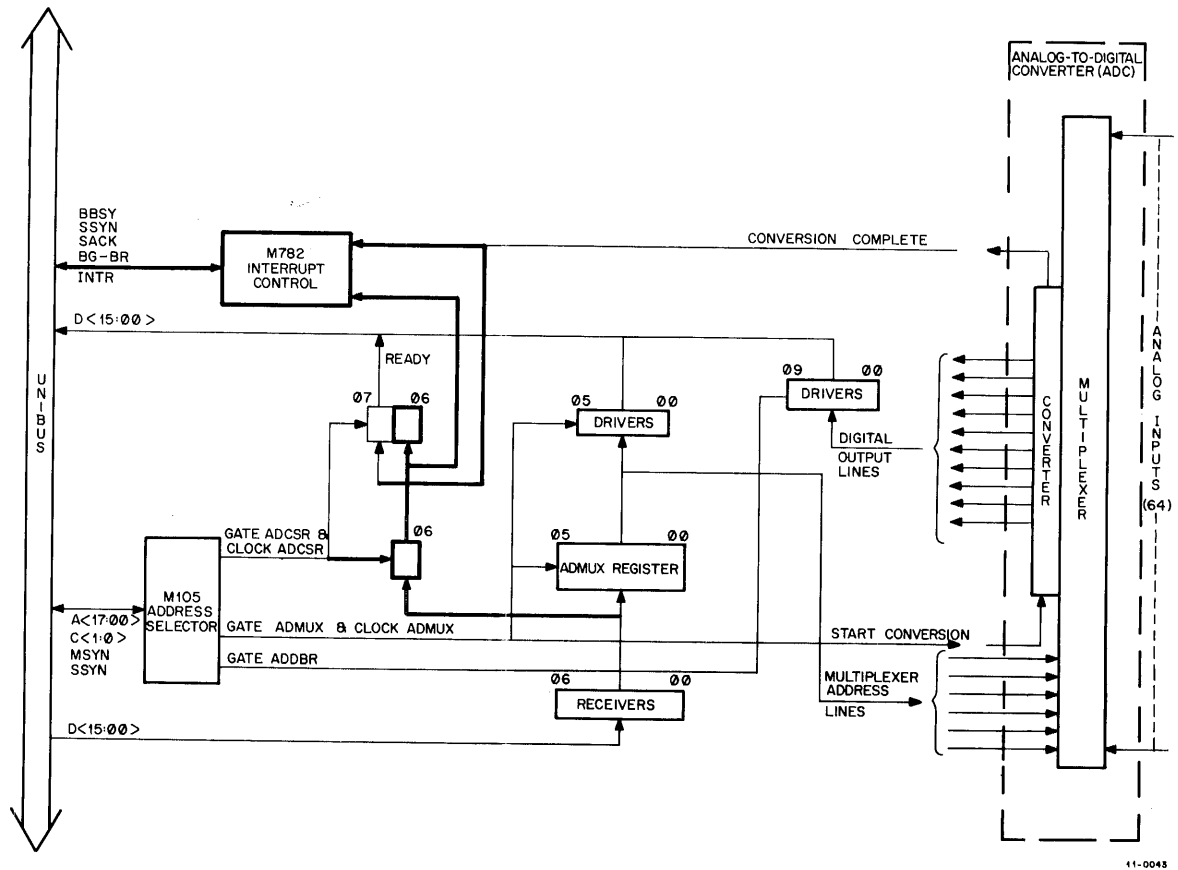 ANALOG-TO-DIGITAL
CONVERTER (ADC)
BBSY
SSYN
SACK
BG-BR
INTR
M782
INTERRUPT
CONTROL
CONVERSION COMPLETE
D<15:00>
READY
07 06
05 00
DRIVERS
09 00
DRIVERS
DIGITAL
OUTPUT
LINES
UNIBUS
CONVERTER
MULTIPLEXER
ANALOG INPUTS
(64)
GATE ADCSR &
CLOCK ADCSR
06
05 00
ADMUX REGISTER
M105
ADDRESS
SELECTOR
A<17:00>
C<1:0>
MSYN
SSYN
GATE ADMUX & CLOCK ADMUX
START CONVERSION
GATE ADDBR
06 00
RECEIVERS
MULTIPLEXER
ADDRESS
LINES
D<15:00>
11-0043